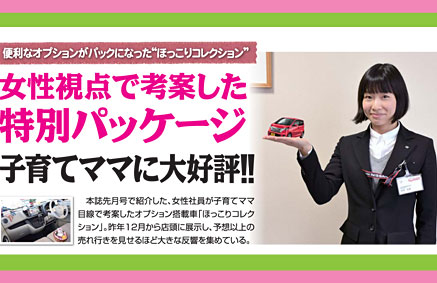 便利なオプションがパックになった“ほっこりコレクション”
女性視点で考案した
特別パッケージ
子育てママに大好評!!
本誌先月号で紹介した、女性社員が子育てママ
目線で考案したオプション搭載車「ほっこりコレク
ション」。昨年12月から店頭に展示し、予想以上の
売れ行きを見せるほど大きな反響を集めている。